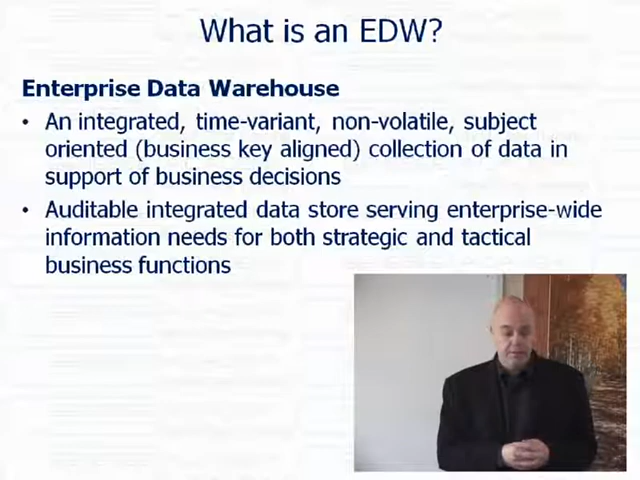 What is an EDW?
Enterprise Data Warehouse
• An integrated, time-variant, non-volatile, subject
oriented (business key aligned) collection of data in
support of business decisions
• Auditable integrated data store serving enterprise-wide
information needs for both strategic and tactical
business functions